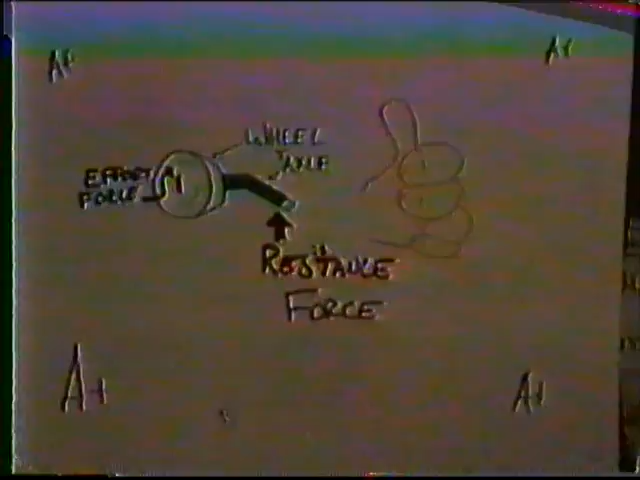 A+
A+
WHEEL
AXLE
EFFORT
FORCE
RESISTANCE
FORCE
A+
A+